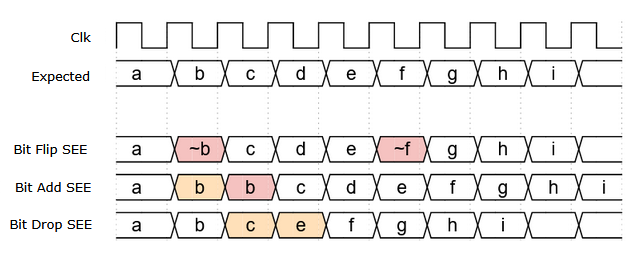 Clk
Expected a b c d e f g h i
Bit Flip SEE a ~b c d e ~f g h i
Bit Add SEE a b b c d e f g h i
Bit Drop SEE a b c e f g h i